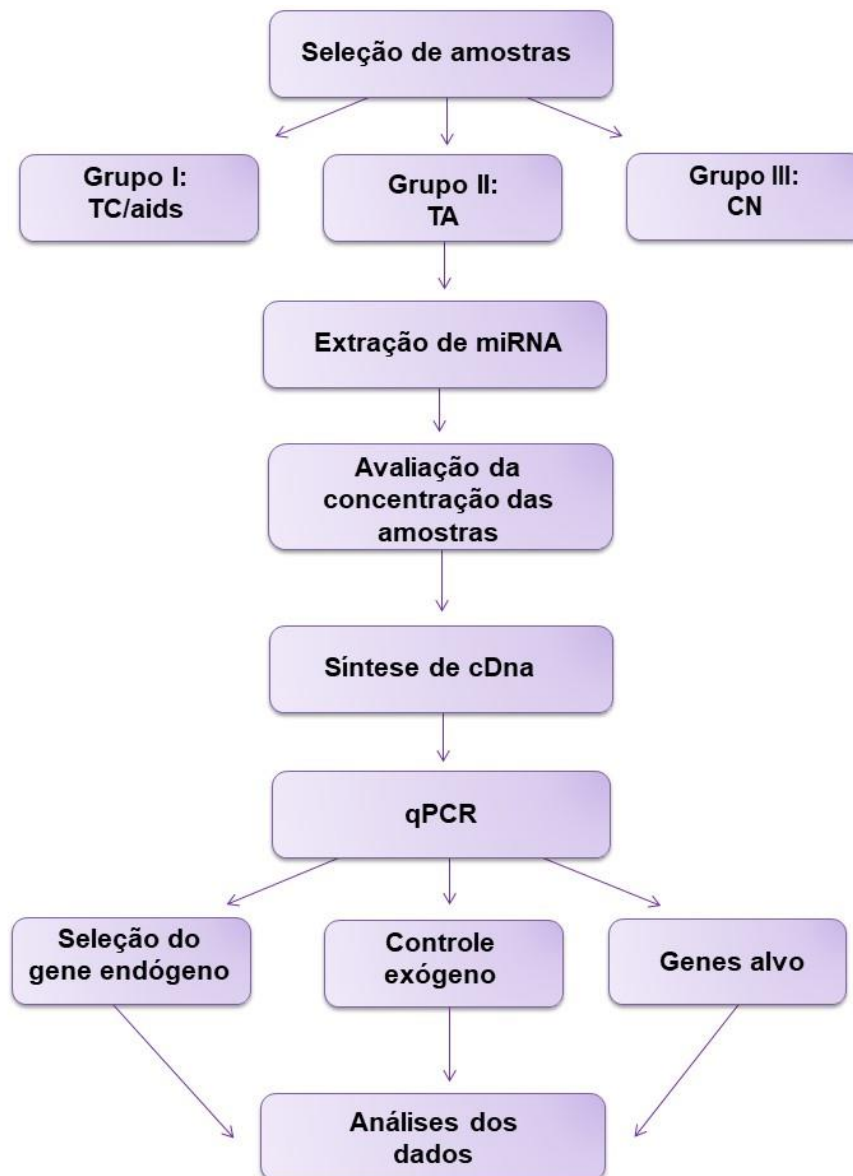 Seleção de amostras
Grupo I:
TC/aids
Grupo II:
TA
Grupo III:
CN
Extração de miRNA
Avaliação da
concentração das
amostras
Síntese de cDna
qPCR
Seleção do
gene endógeno
Controle
exógeno
Genes alvo
Análises dos
dados